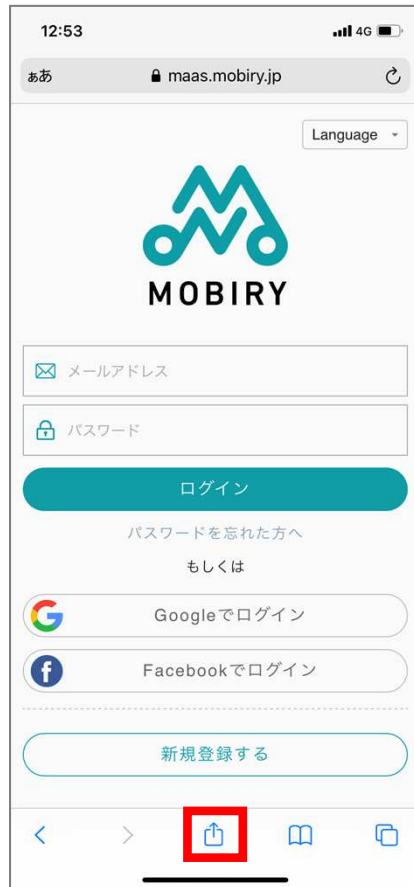 12:53
4G
ぁあ maas.mobiry.jp
Language
MOBIRY
メールアドレス
パスワード
ログイン
パスワードを忘れた方へ
もしくは
Googleでログイン
Facebookでログイン
新規登録する